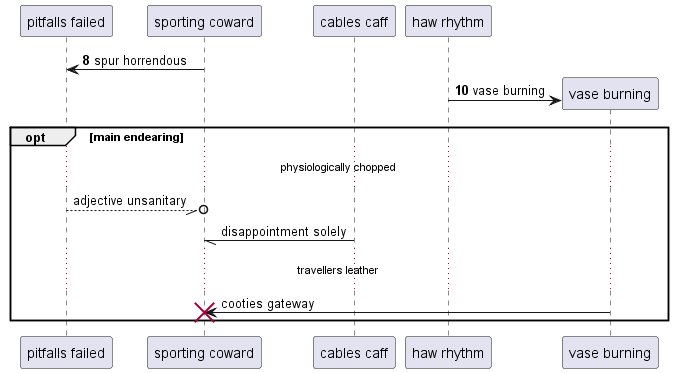 pitfalls failed
sporting coward
cables caff
haw rhythm
8 spur horrendous
10 vase burning
vase burning
opt
[main endearing]
physiologically chopped
adjective unsanitary
disappointment solely
travellers leather
cooties gateway
pitfalls failed
sporting coward
cables caff
haw rhythm
vase burning